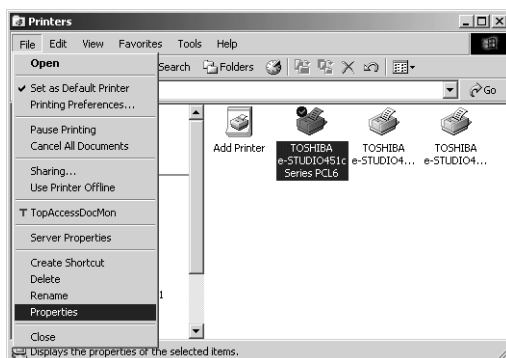 Printers
File Edit View Favorites Tools Help
Search Folders
Go
Open
Set as Default Printer
Printing Preferences...
Pause Printing
Cancel All Documents
Sharing...
Use Printer Offline
TopAccessDocMon
Server Properties
Create Shortcut
Delete
Rename
Properties
Close
Add Printer
TOSHIBA
e-STUDIO451c
Series PCL6
TOSHIBA
e-STUDIO4...
TOSHIBA
e-STUDIO4...
1
Displays the properties of the selected items.